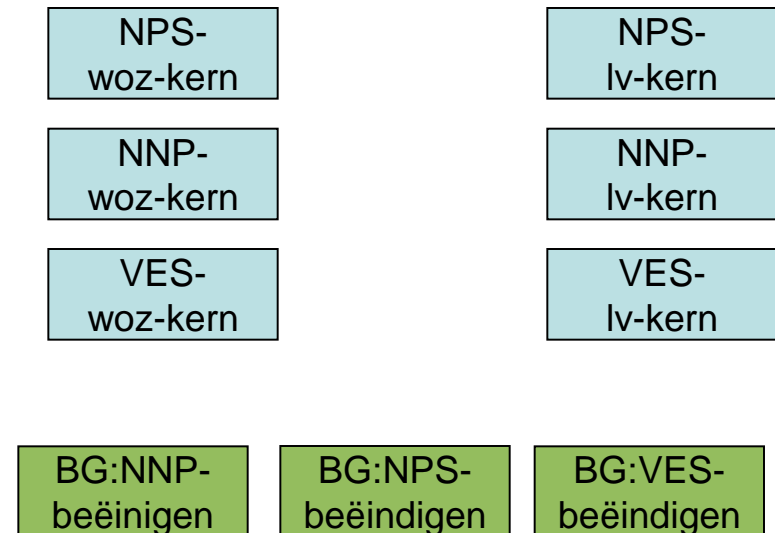 NPS-
woz-kern
NPS-
lv-kern
NNP-
woz-kern
NNP-
lv-kern
VES-
woz-kern
VES-
lv-kern
BG:NNP-
beëinigen
BG:NPS-
beëindigen
BG:VES-
beëindigen